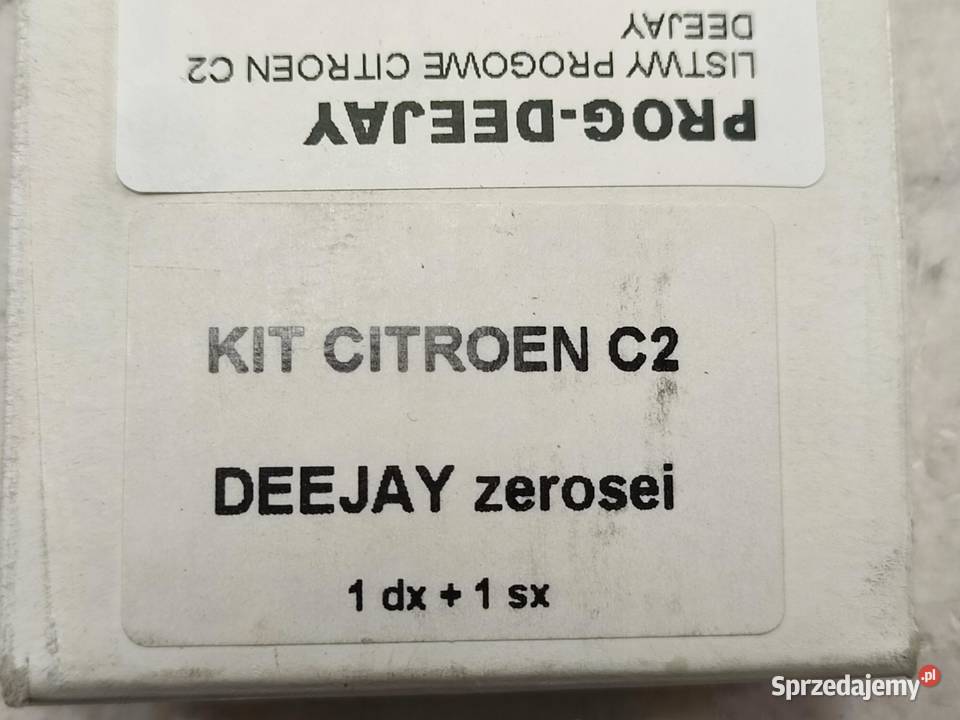 PROG-DEEJAY
LISTWY PROGOWE CITROEN C2
DEEJAY
KIT CITROEN C2
DEEJAY zerosei
1 dx + 1 sx
Sprzedajemy.pl